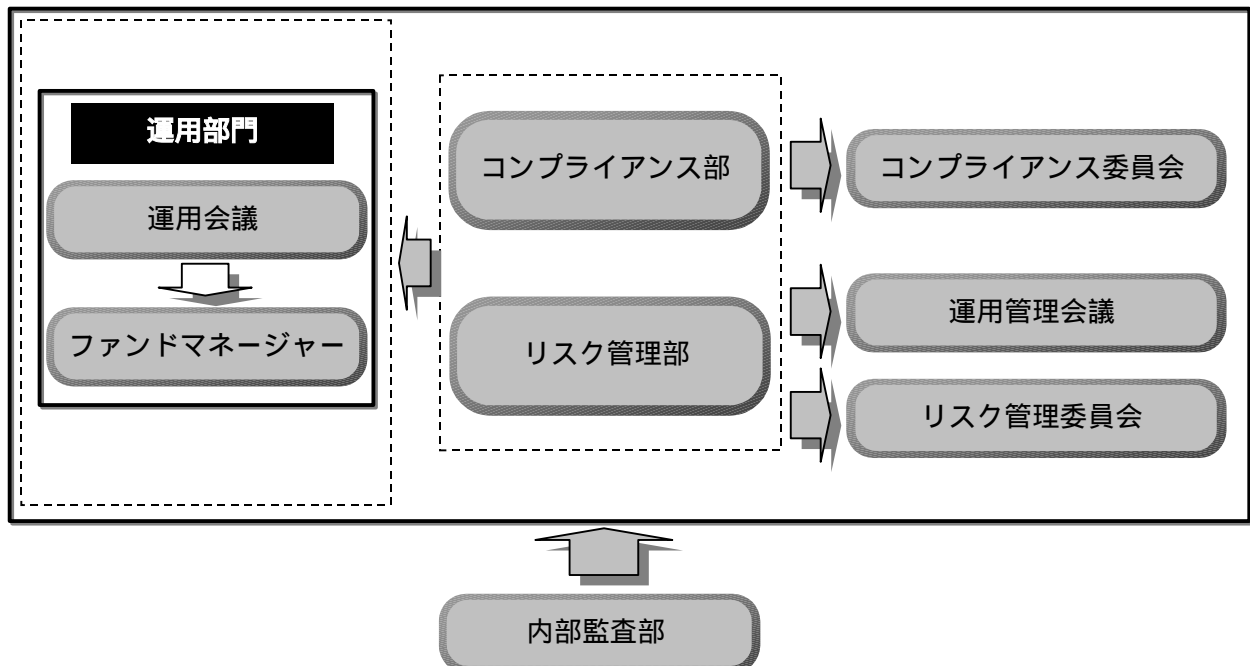 運用部門
運用会議
ファンドマネージャー
コンプライアンス部
リスク管理部
コンプライアンス委員会
運用管理会議
リスク管理委員会
内部監査部